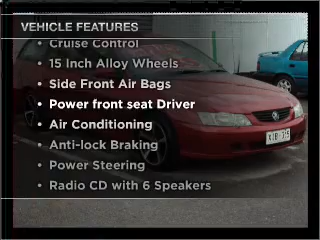 VEHICLE FEATURES
• Cruise Control
• 15 Inch Alloy Wheels
• Side Front Air Bags
• Power front seat Driver
• Air Conditioning
• Anti-lock Braking
• Power Steering
• Radio CD with 6 Speakers